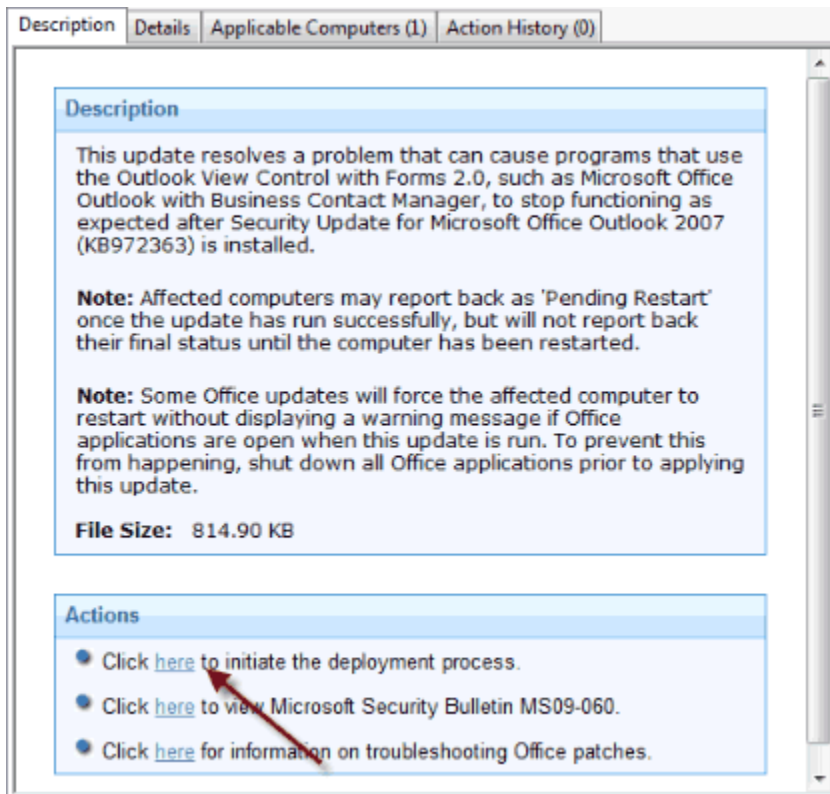 Description Details Applicable Computers (1) Action History (0)
Description
This update resolves a problem that can cause programs that use
the Outlook View Control with Forms 2.0, such as Microsoft Office
Outlook with Business Contact Manager, to stop functioning as
expected after Security Update for Microsoft Office Outlook 2007
(KB972363) is installed.
Note: Affected computers may report back as 'Pending Restart'
once the update has run successfully, but will not report back
their final status until the computer has been restarted.
Note: Some Office updates will force the affected computer to
restart without displaying a warning message if Office
applications are open when this update is run. To prevent this
from happening, shut down all Office applications prior to applying
this update.
File Size: 814.90 KB
Actions
Click here to initiate the deployment process.
Click here to view Microsoft Security Bulletin MS09-060.
Click here for information on troubleshooting Office patches.